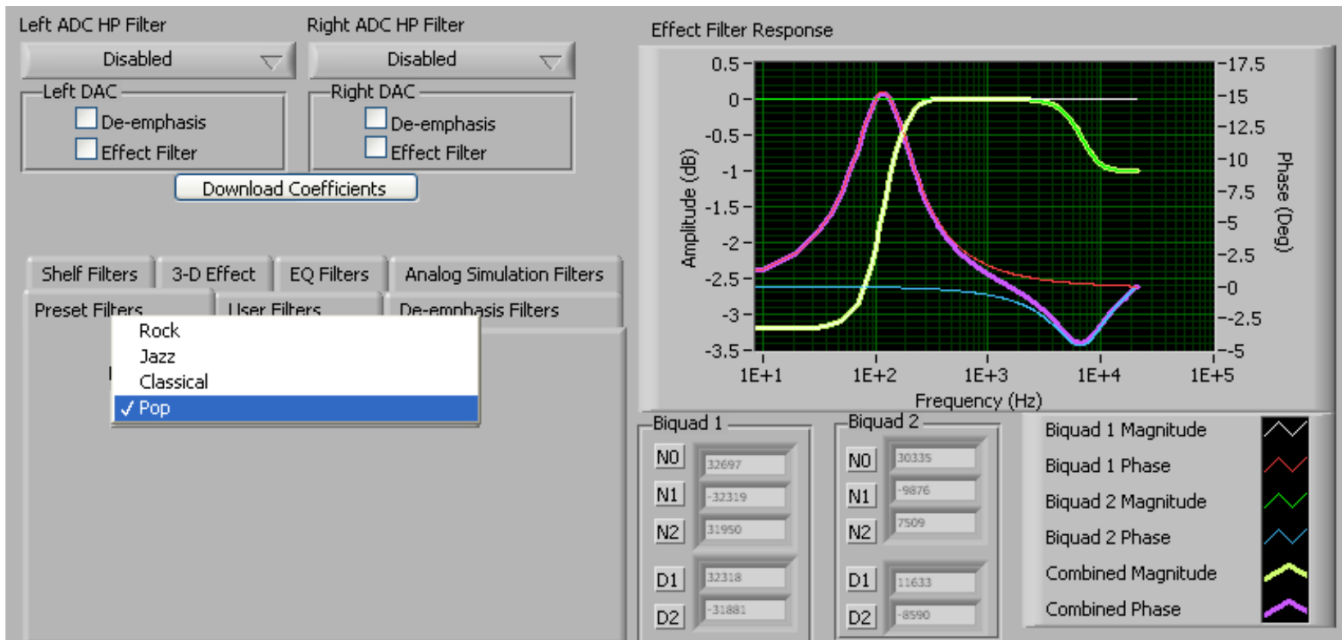 Left ADC HP Filter
Right ADC HP Filter
Disabled
Disabled
Left DAC
De-emphasis
Effect Filter
Right DAC
De-emphasis
Effect Filter
Download Coefficients
Shelf Filters
3-D Effect
EQ Filters
Analog Simulation Filters
Preset Filters
User Filters
De-emphasis Filters
Rock
Jazz
Classical
Pop
Effect Filter Response
Amplitude (dB)
0.5
0
-0.5
-1
-1.5
-2
-2.5
-3
-3.5
-17.5
-15
-12.5
-10
-7.5
-5
-2.5
-0
--2.5
--5
Phase (Deg)
1E+1
1E+2
1E+3
1E+4
1E+5
Frequency (Hz)
Biquad 1
N0
32697
N1
-32319
N2
31950
D1
32318
D2
-31881
Biquad 2
N0
30335
N1
-9876
N2
7509
D1
11633
D2
-8590
Biquad 1 Magnitude
Biquad 1 Phase
Biquad 2 Magnitude
Biquad 2 Phase
Combined Magnitude
Combined Phase